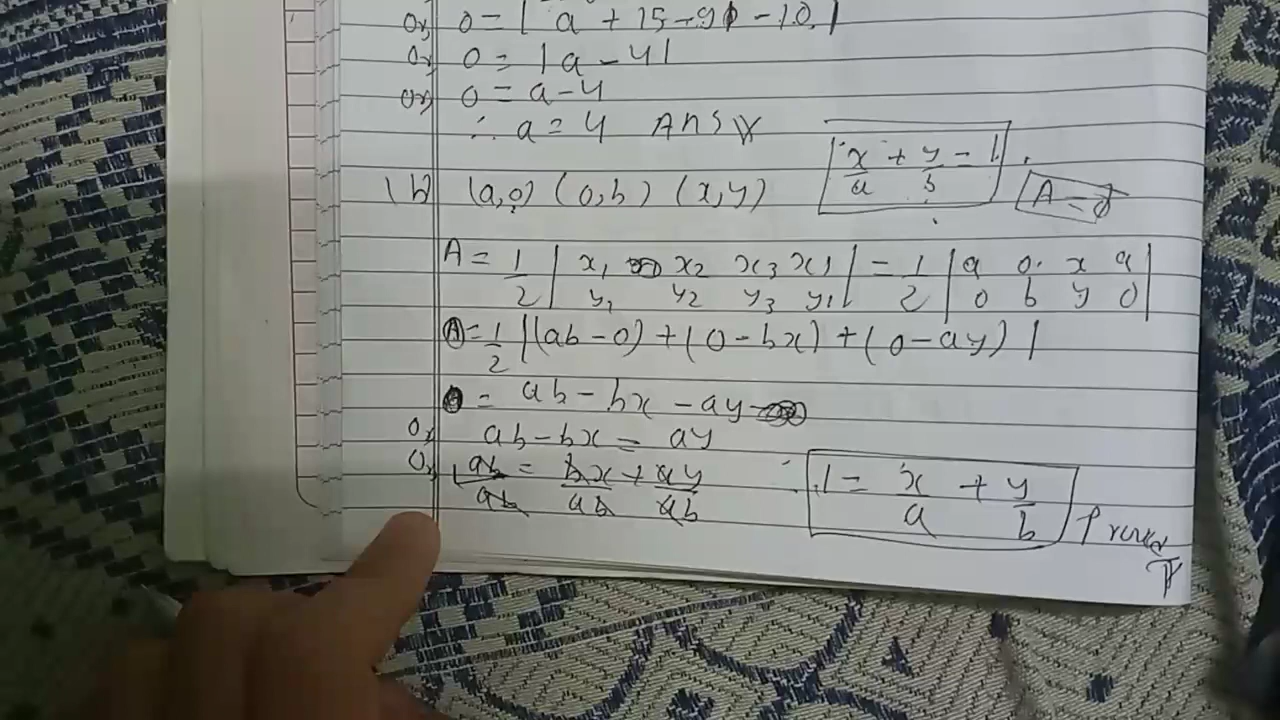 Or, 0 = | a + 15 - 9 - 10 |
Or, 0 = |a - 4|
Or, 0 = a - 4
∴ a = 4 Ans
(b) (a,0) (0,b) (x,y) x/a + y/b = 1. A = 0
A = 1/2 | x1 x2 x3 x1 | = 1/2 | a 0 x a |
y1 y2 y3 y1 0 b y 0
0 = 1/2 |(ab - 0) + (0 - bx) + (0 - ay) |
0 = ab - bx - ay
Or, ab - bx = ay
Or, ab/ab = bx/ab + ay/ab ∴ 1 = x/a + y/b Proved